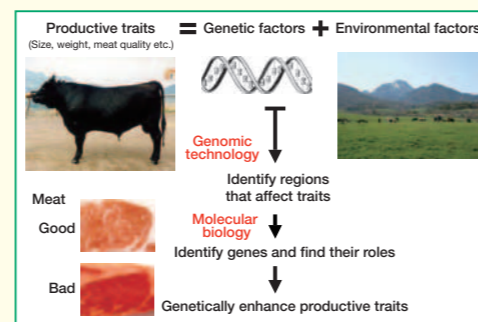 Productive traits = Genetic factors + Environmental factors
(Size, weight, meat quality etc.)
Genomic
technology
Identify regions
that affect traits
Meat
Good
Molecular
biology
Identify genes and find their roles
Bad
Genetically enhance productive traits